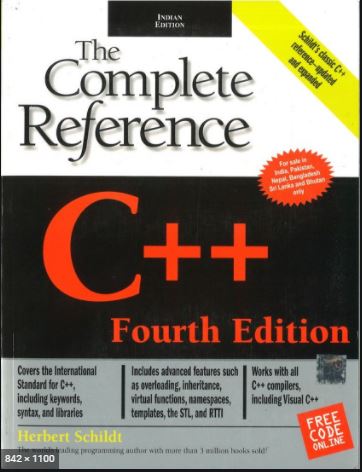 INDIAN
EDITION
The
Complete
Reference
Schildt's classic C++
reference--updated
and expanded
For sale in
India, Pakistan,
Nepal, Bangladesh
Sri Lanka and Bhutan
only
C++
Fourth Edition
Covers the International
Standard for C++,
including keywords,
syntax, and libraries
Includes advanced features such
as overloading, inheritance,
virtual functions, namespaces,
templates, the STL, and RTTI
Works with all
C++ compilers,
including Visual C++
FREE
CODE
ONLINE
Herbert Schildt
The world's leading programming author with more than 3 million books sold!
842 × 1100